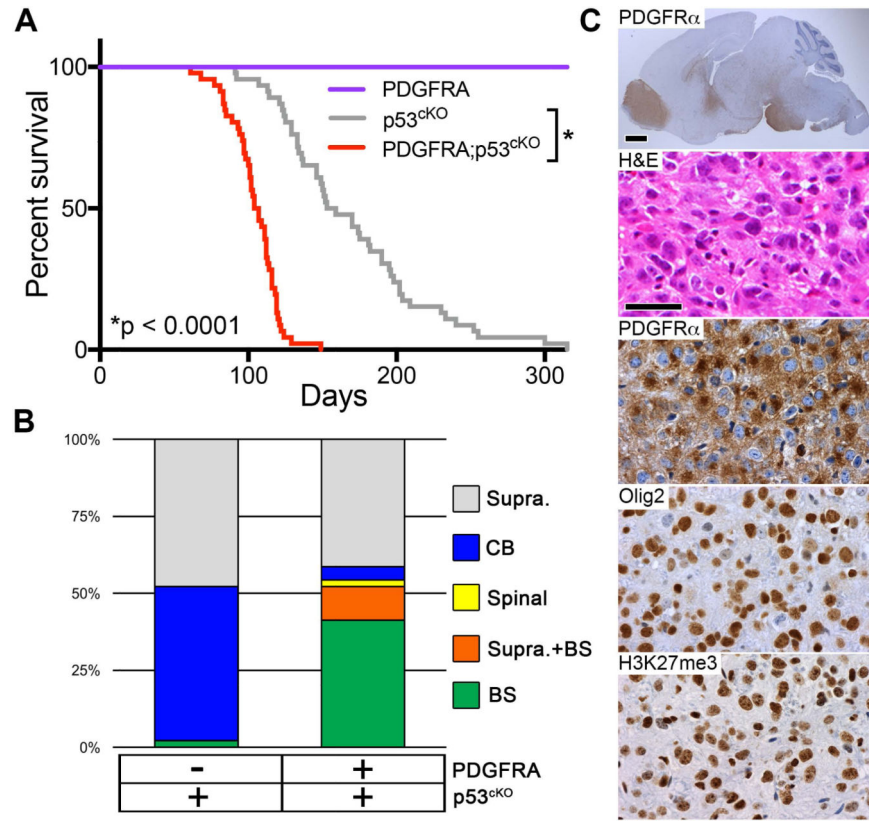 A
100
50
0
Percent survival
PDGFRA
p53cKO
PDGFRA;p53cKO
*
*p < 0.0001
0
100
200
300
Days
B
100%
75%
50%
25%
0%
Supra.
CB
Spinal
Supra.+BS
BS
- + PDGFRA
+ + p53cKO
C
PDGFRα
H&E
PDGFRα
Olig2
H3K27me3